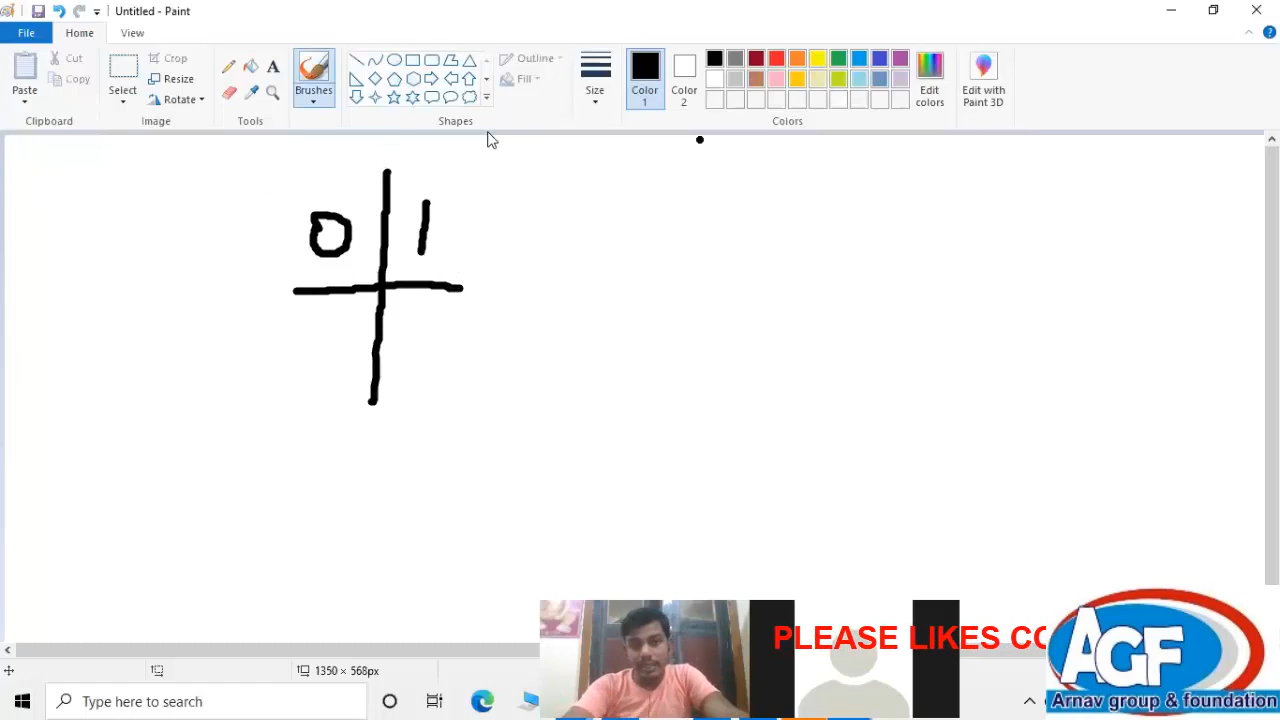 Untitled - Paint
File Home View
Cut
Copy
Paste
Clipboard
Crop
Resize
Rotate
Select
Image
Tools
Brushes
Outline
Fill
Shapes
Size
Color 1
Color 2
Edit colors
Colors
Edit with Paint 3D
A
0 1
PLEASE LIKES CO
AGF
Arnav group & foundation
1350 × 568px
Type here to search